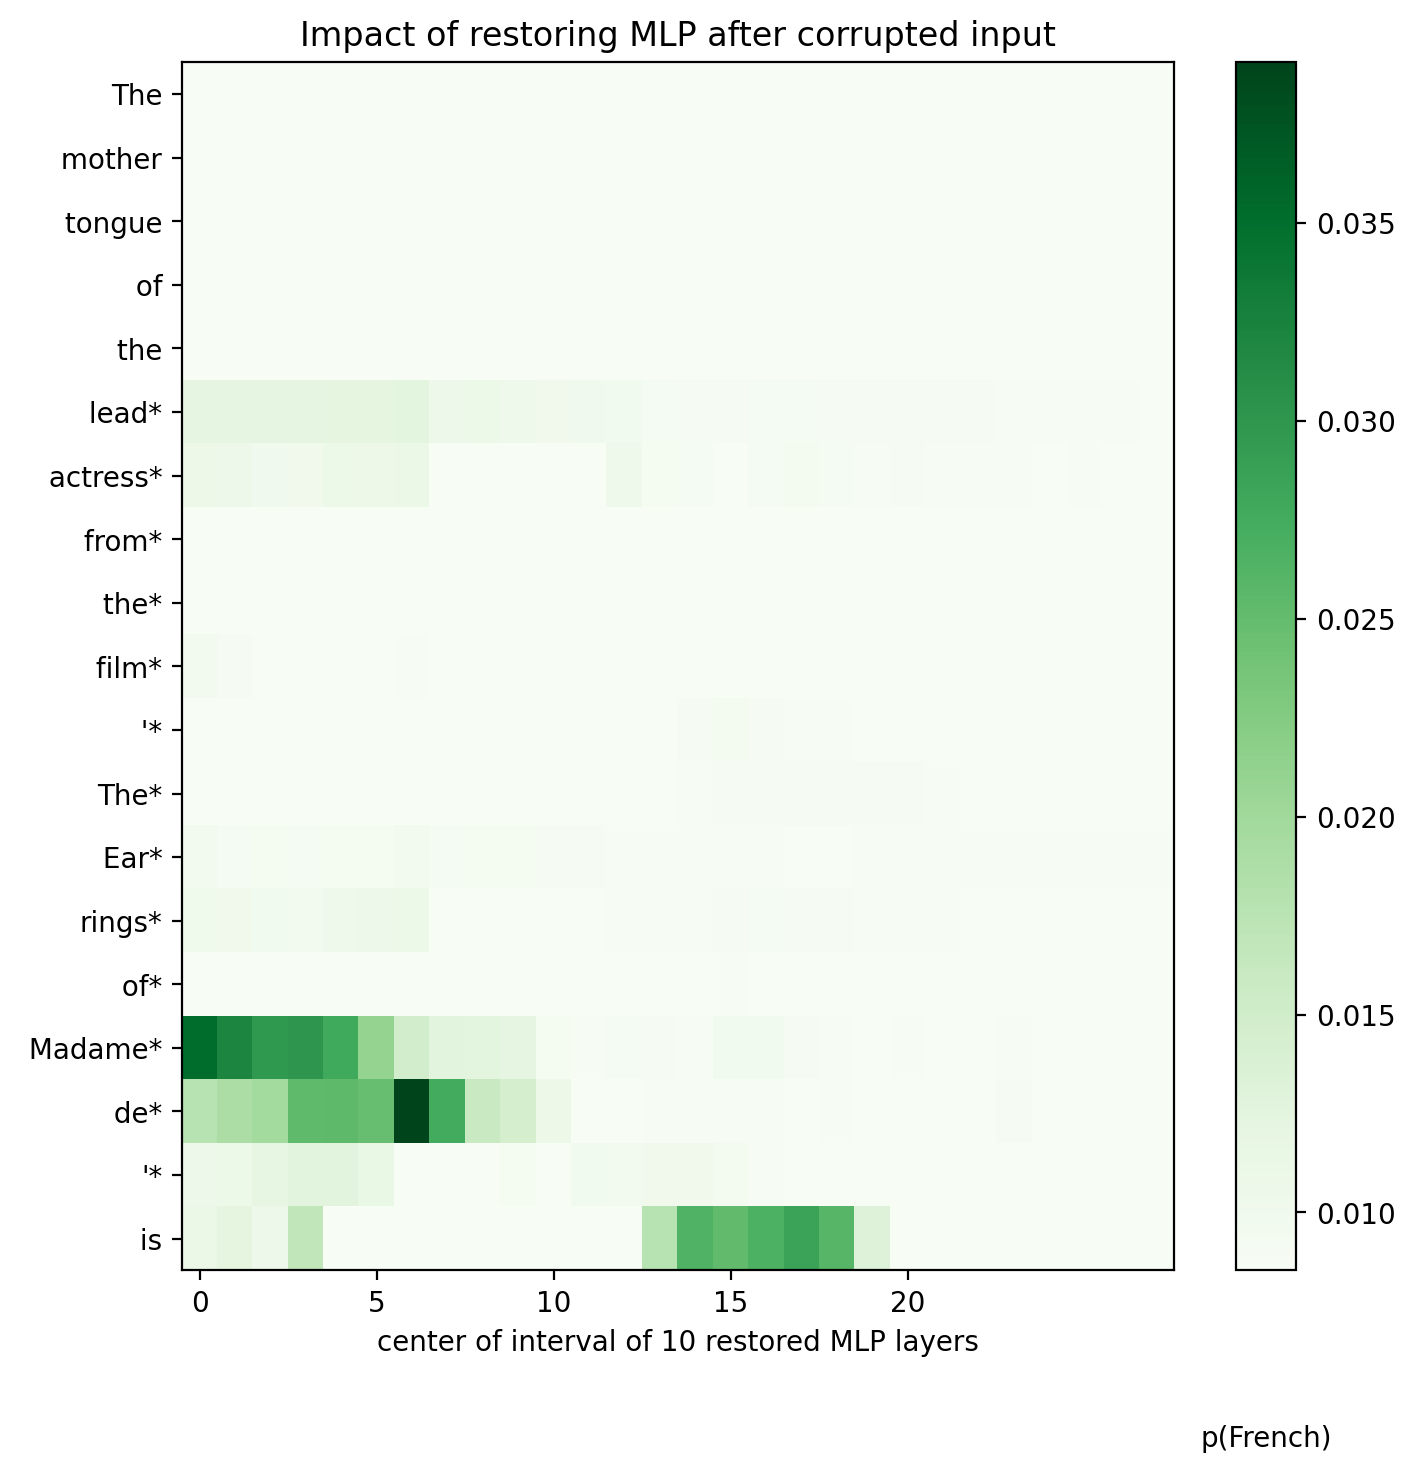 Impact of restoring MLP after corrupted input
The
mother
tongue
of
the
lead*
actress*
from*
the*
film*
'*
The*
Ear*
rings*
of*
Madame*
de*
'*
is
0 5 10 15 20
center of interval of 10 restored MLP layers
0.035
0.030
0.025
0.020
0.015
0.010
p(French)